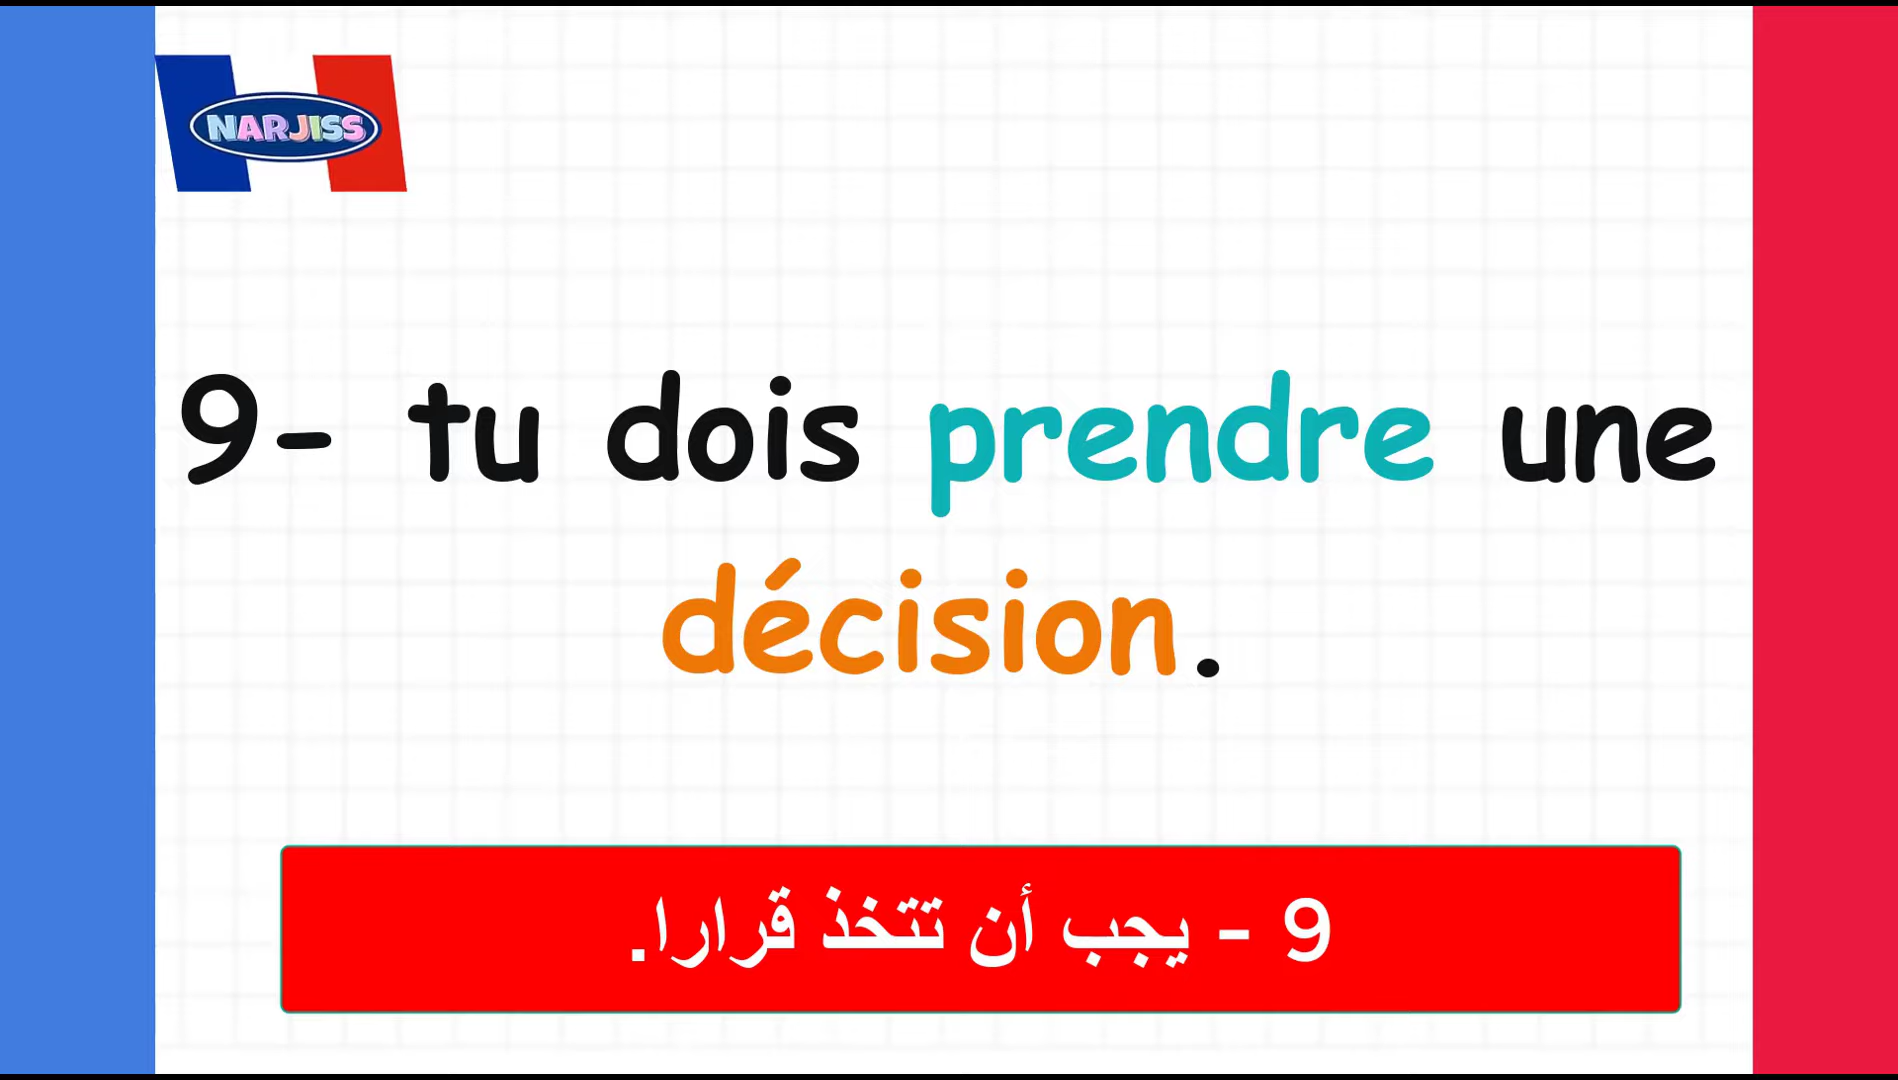 NARJISS
9- tu dois prendre une
décision.
9 - يجب أن تتخذ قرارا.